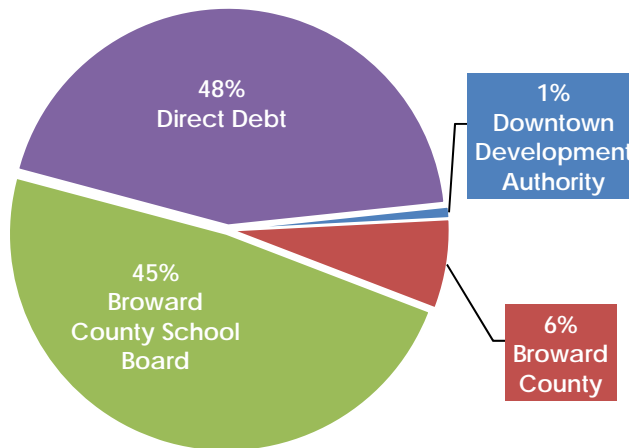 48%
Direct Debt
1%
Downtown
Development
Authority
45%
Broward
County School
Board
6%
Broward
County